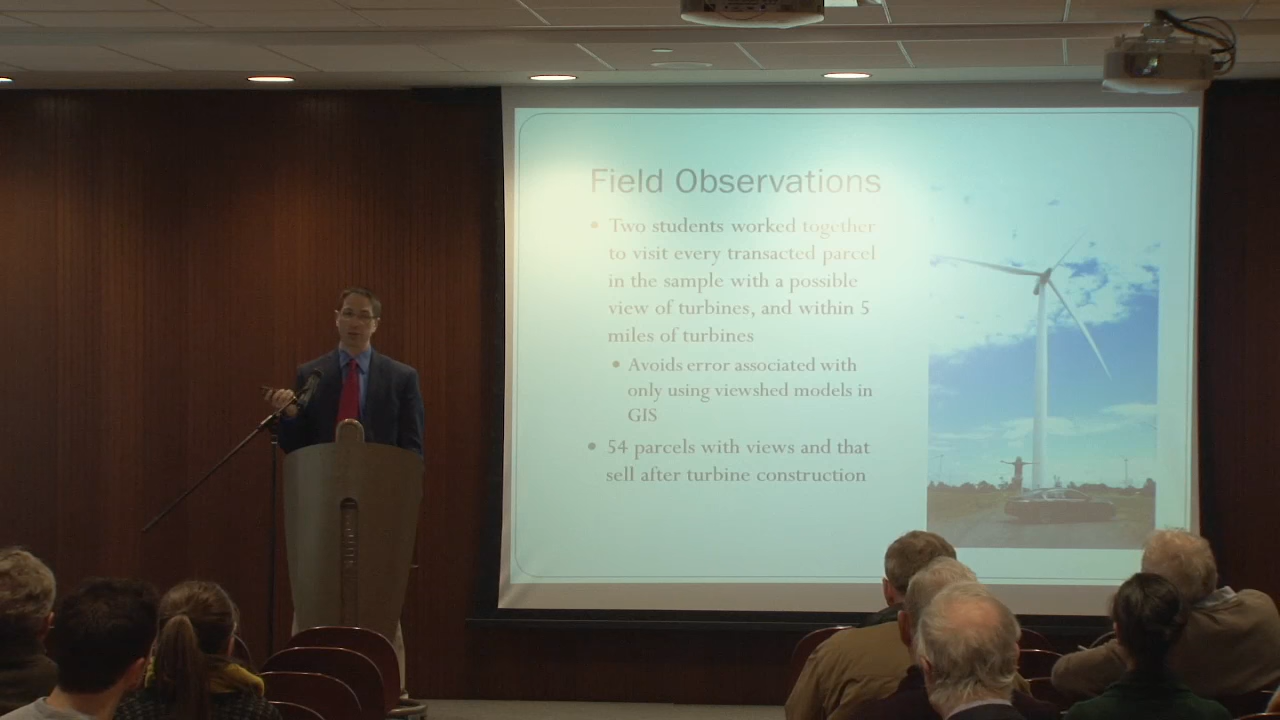 Field Observations
• Two students worked together
to visit every transacted parcel
in the sample with a possible
view of turbines, and within 5
miles of turbines
• Avoids error associated with
only using viewshed models in
GIS
• 54 parcels with views and that
sell after turbine construction